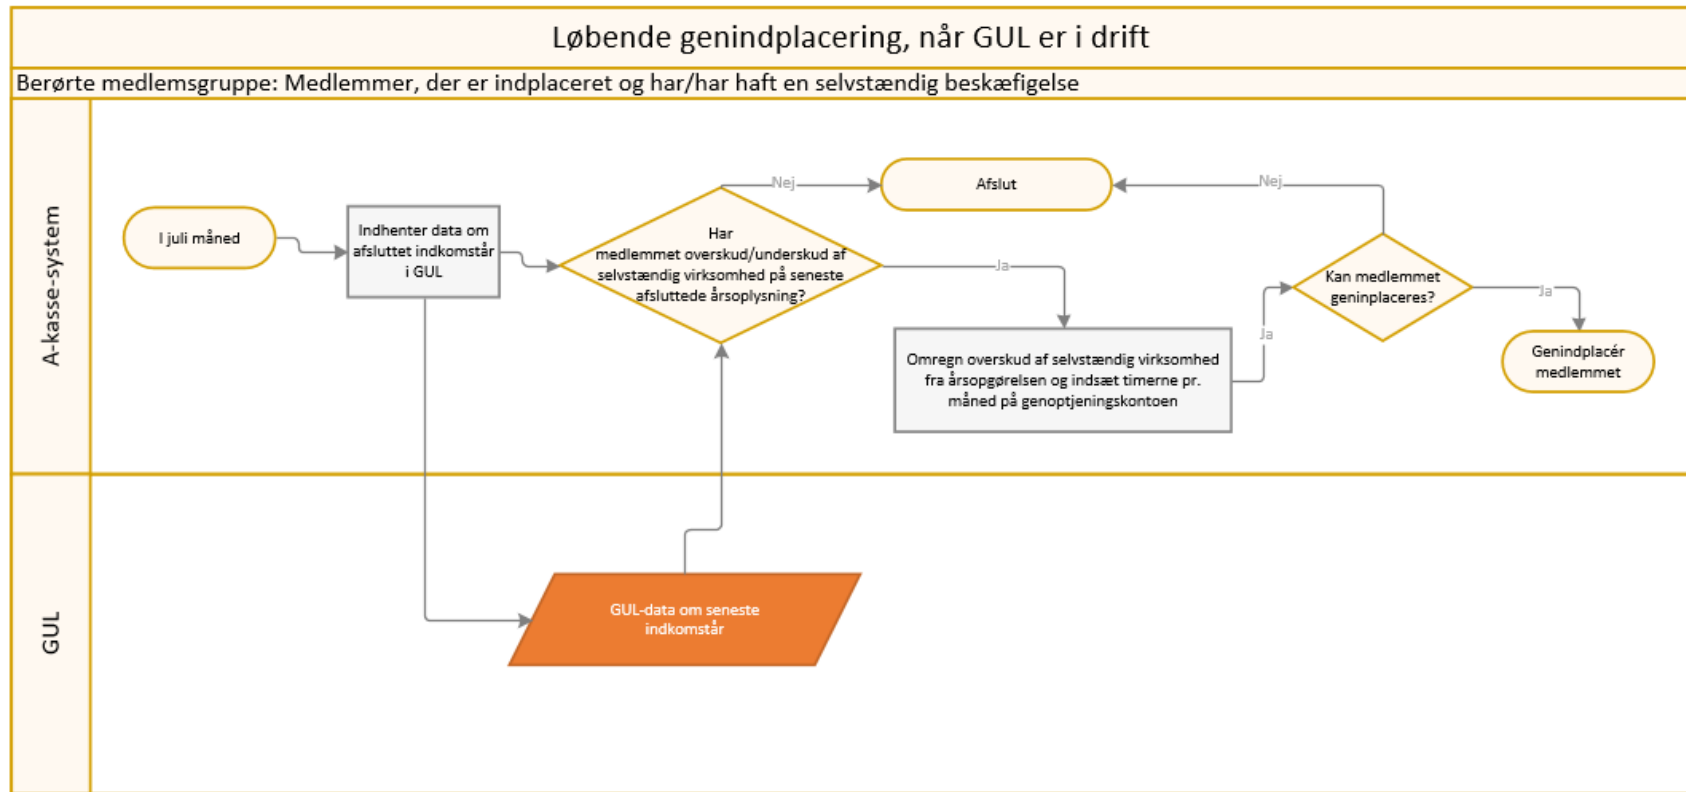 Løbende genindplacering, når GUL er i drift
Berørte medlemsgruppe: Medlemmer, der er indplaceret og har/har haft en selvstændig beskæfigelse
A-kasse-system
I juli måned
Indhenter data om
afsluttet indkomstår
i GUL
Har
medlemmet overskud/underskud af
selvstændig virksomhed på seneste
afsluttede årsoplysning?
Nej
Afslut
Nej
Ja
Omregn overskud af selvstændig virksomhed
fra årsopgørelsen og indsæt timerne pr.
måned på genoptjeningskontoen
Ja
Kan medlemmet
geninplaceres?
Ja
Genindplacér
medlemmet
GUL
GUL-data om seneste
indkomstår